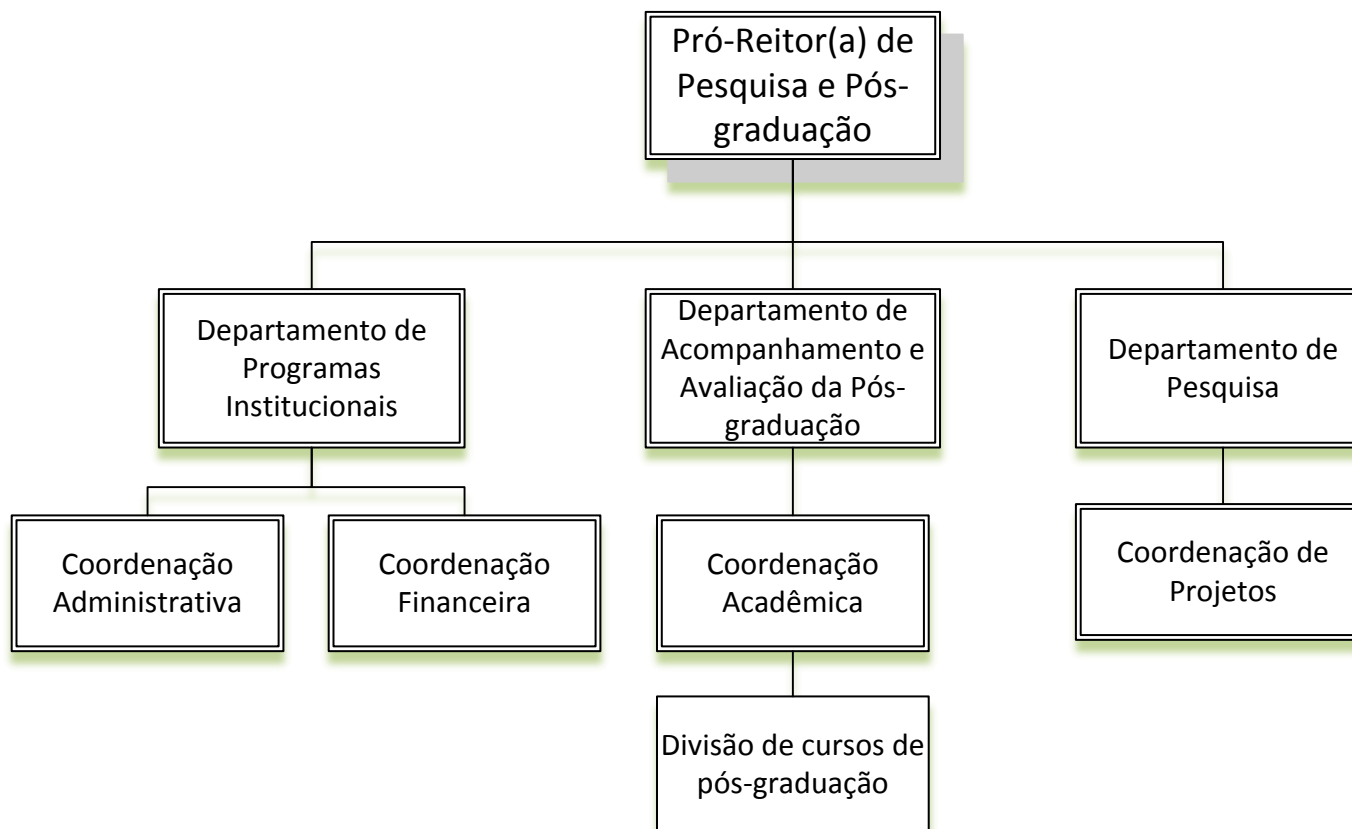 Pró-Reitor(a) de
Pesquisa e Pós-
graduação
Departamento de
Programas
Institucionais
Departamento de
Acompanhamento e
Avaliação da Pós-
graduação
Departamento de
Pesquisa
Coordenação
Administrativa
Coordenação
Financeira
Coordenação
Acadêmica
Coordenação de
Projetos
Divisão de cursos de
pós-graduação